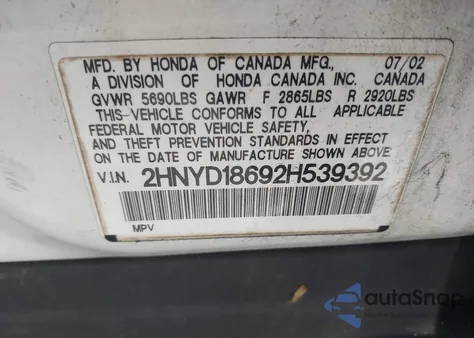 MFD. BY HONDA OF CANADA MFG., 07/02
A DIVISION OF HONDA CANADA INC. CANADA
GVWR 5690LBS GAWR F 2865LBS R 2920LBS
THIS-VEHICLE CONFORMS TO ALL APPLICABLE
FEDERAL MOTOR VEHICLE SAFETY,
AND THEFT PREVENTION STANDARDS IN EFFECT
ON THE DATE OF MANUFACTURE SHOWN ABOVE.
V.I.N. 2HNYD18692H539392
MPV
autoSnap